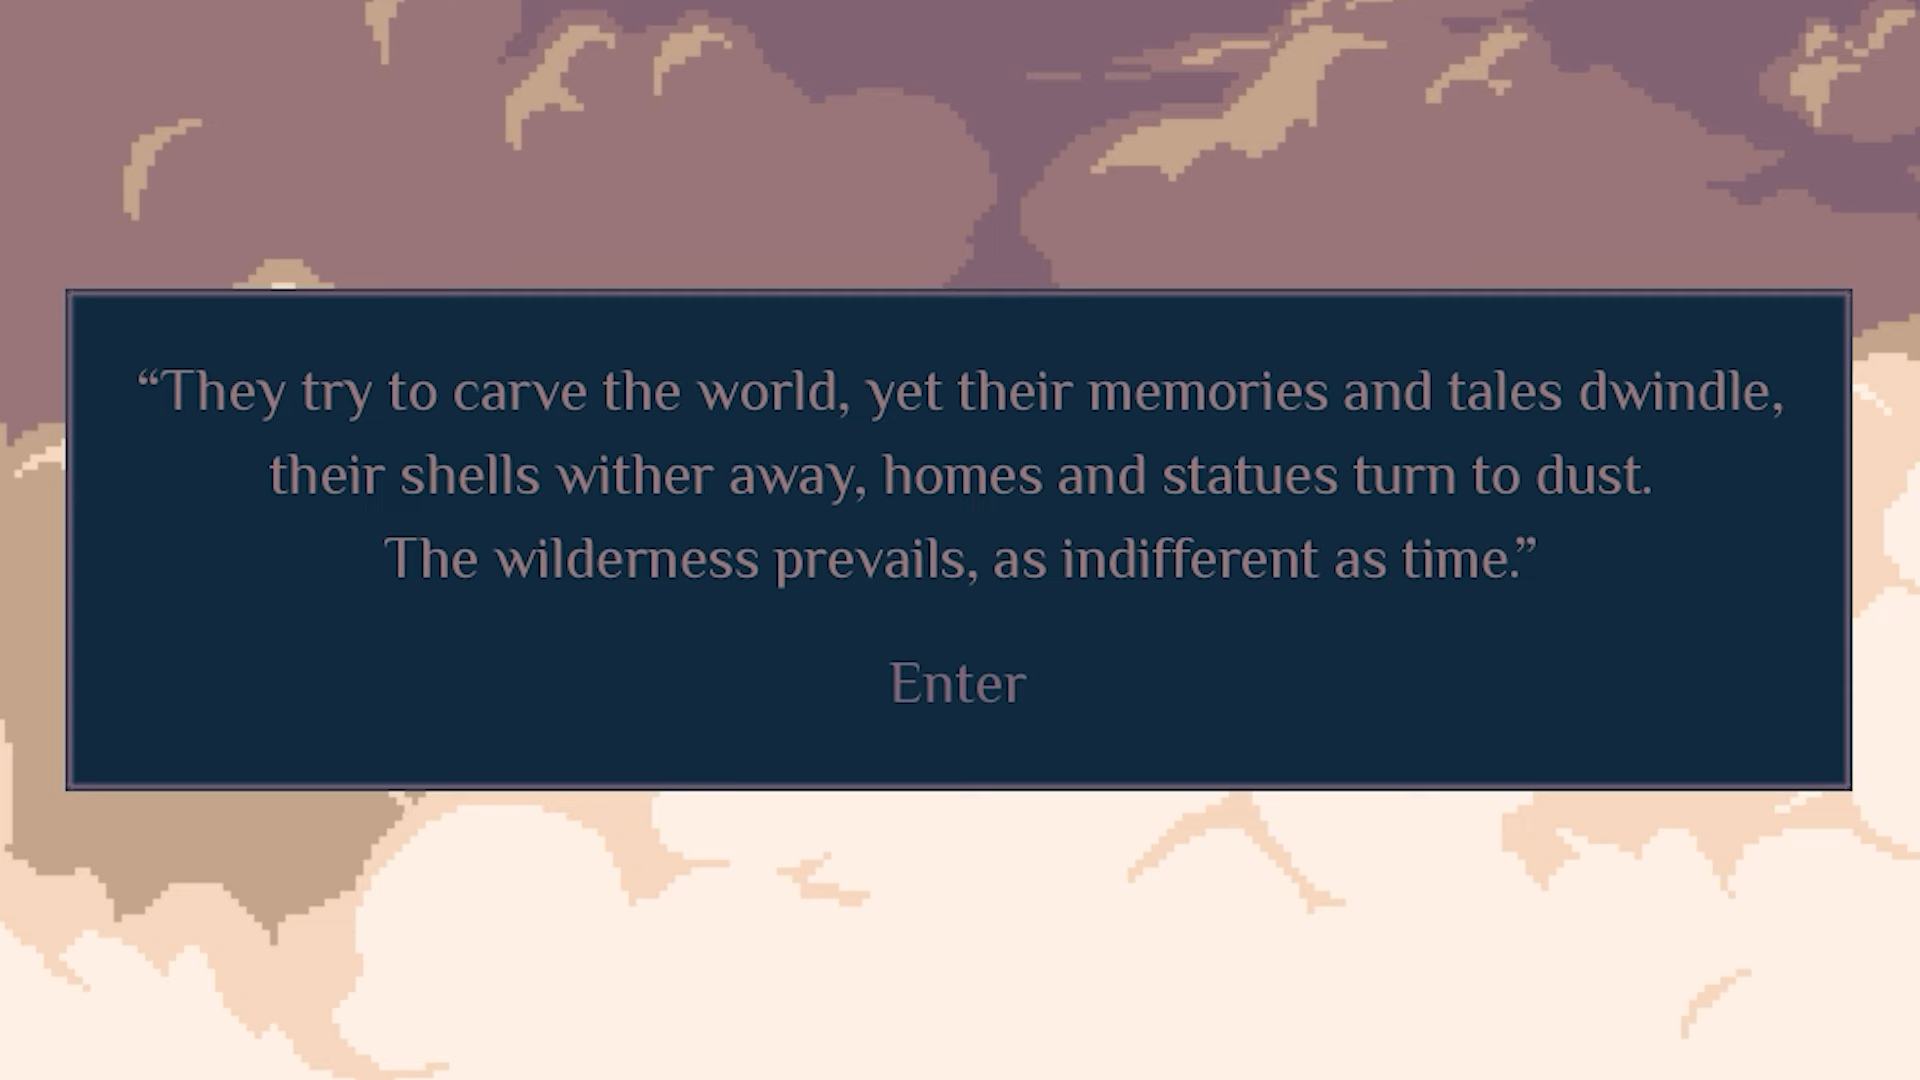 “They try to carve the world, yet their memories and tales dwindle,
their shells wither away, homes and statues turn to dust.
The wilderness prevails, as indifferent as time.”
Enter